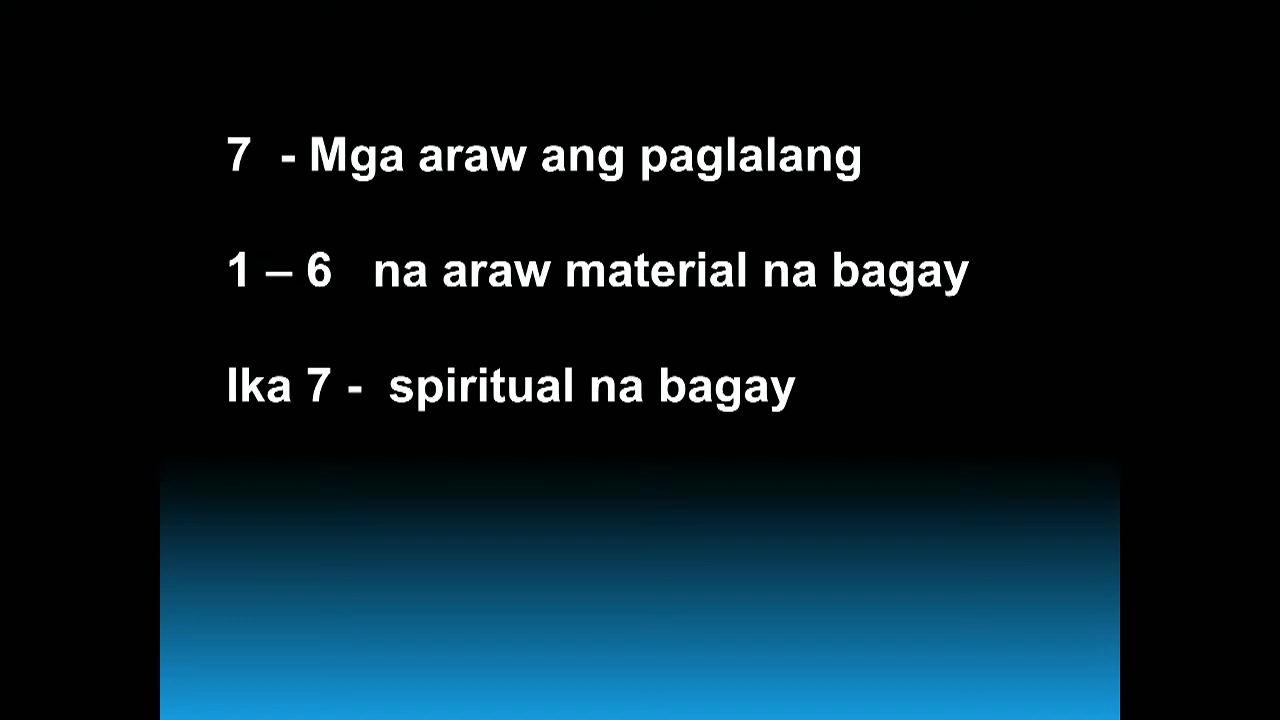 7 - Mga araw ang paglalang
1 – 6 na araw material na bagay
Ika 7 - spiritual na bagay